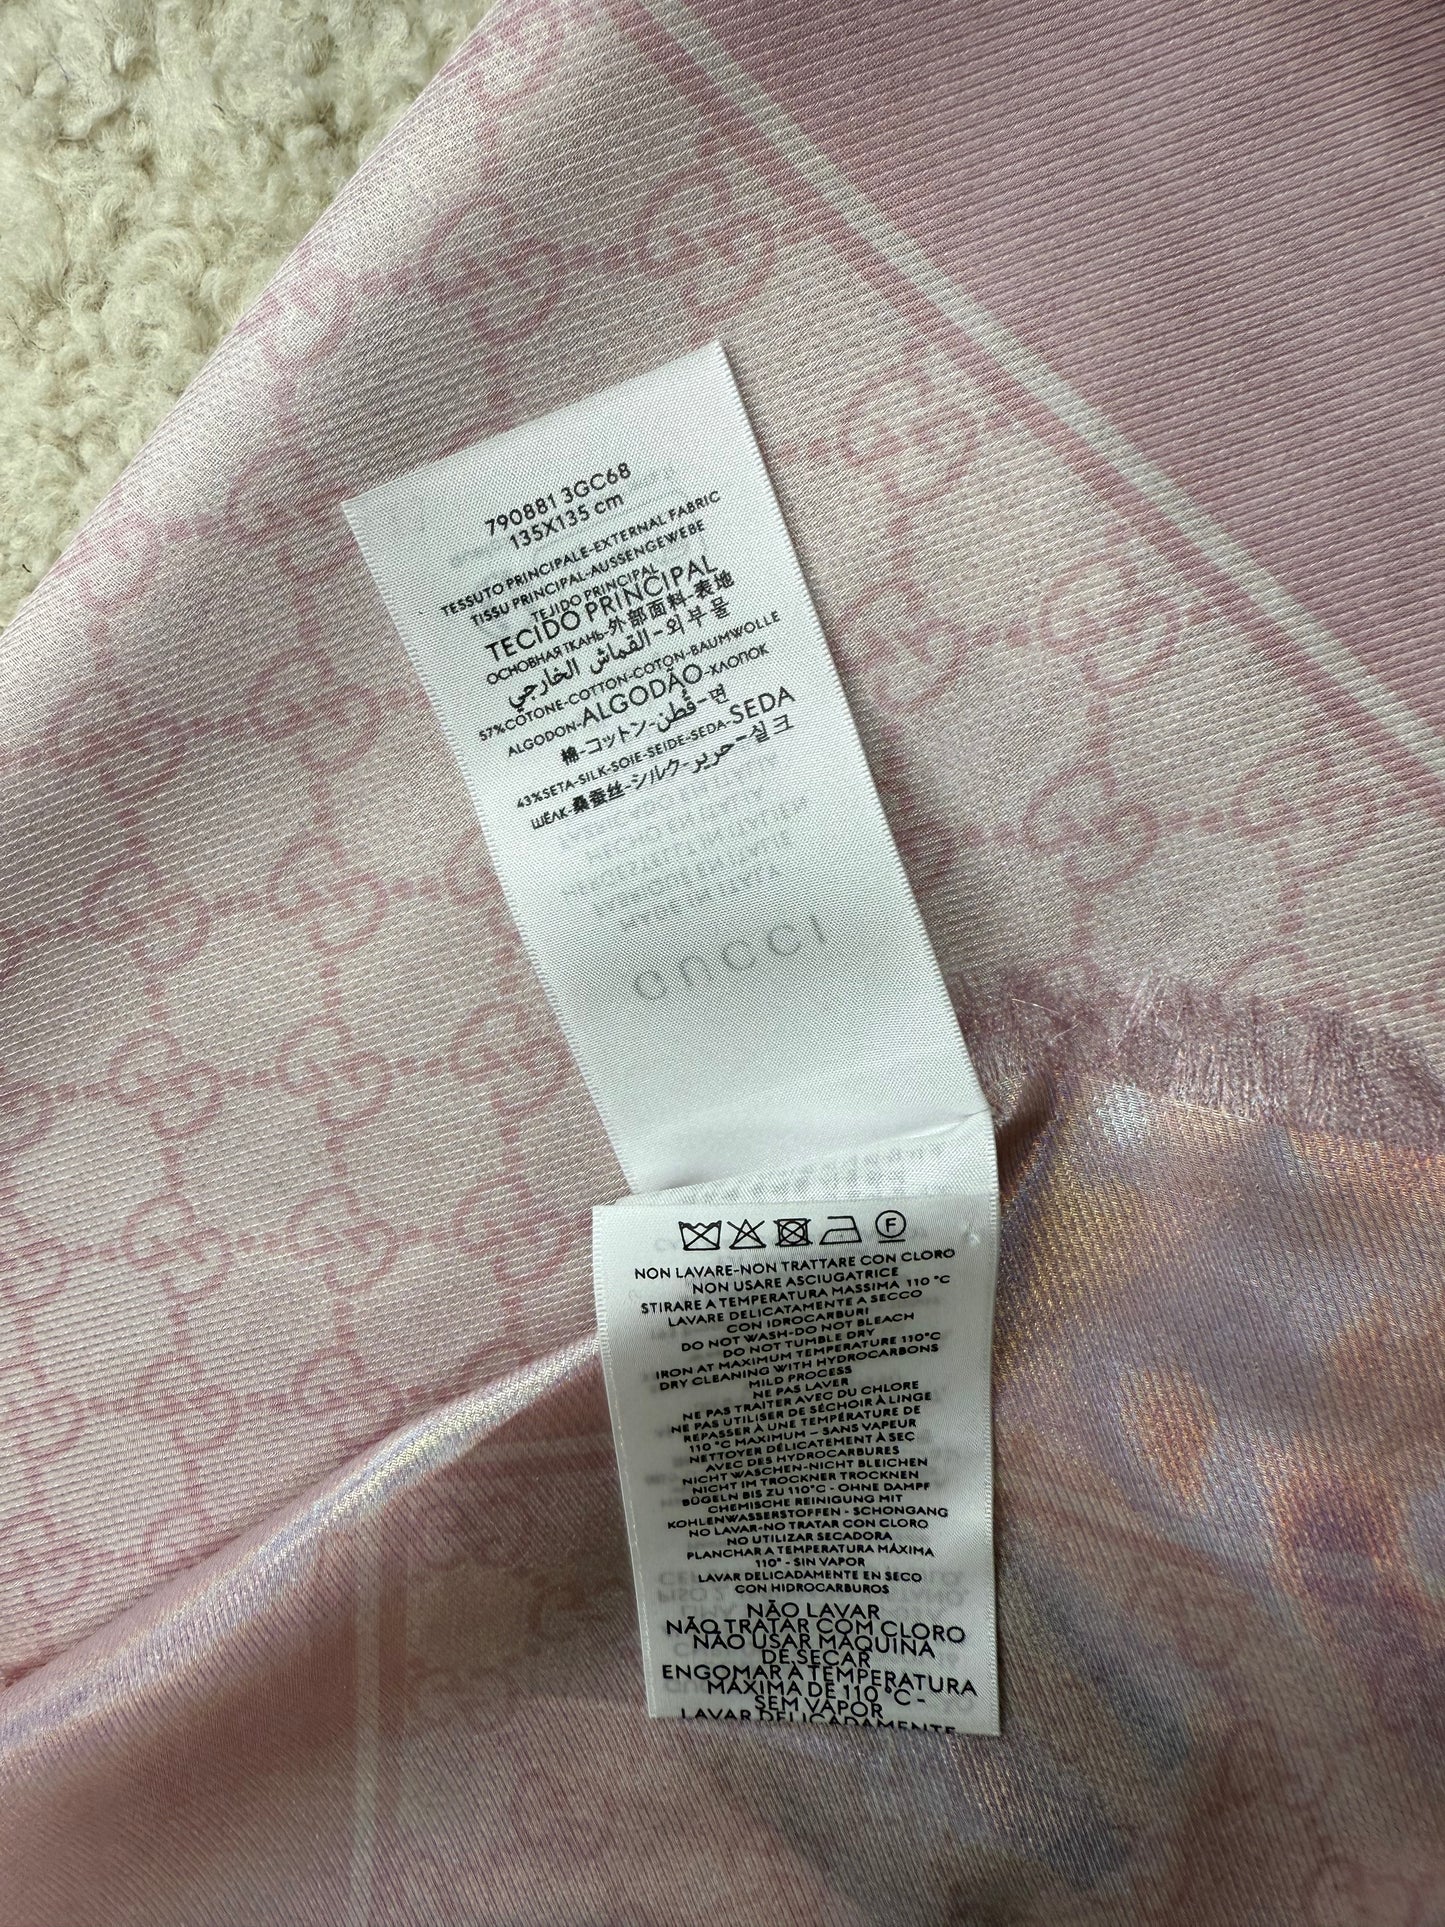 790881 3GC68
135X135 cm
TESSUTO PRINCIPALE-EXTERNAL FABRIC
TISSU PRINCIPAL-AUSSENGEWEBE
TEJIDO PRINCIPAL
TECIDO PRINCIPAL
ОСНОВНАЯ ТКАНЬ-外部面料-表地
القماش الخارجي-외부 물
57%COTONE-COTTON-COTON-BAUMWOLLE
ALGODON-ALGODÃO-ХЛОПОК
棉-コットン-قطن-면
43%SETA-SILK-SOIE-SEIDE-SEDA-SEDA
ШЁЛК-桑蚕丝-シルク-حرير-실크
GUCCI
MADE IN ITALY
F
NON LAVARE-NON TRATTARE CON CLORO
NON USARE ASCIUGATRICE
STIRARE A TEMPERATURA MASSIMA 110 °C
LAVARE DELICATAMENTE A SECCO
CON IDROCARBURI
DO NOT WASH-DO NOT BLEACH
DO NOT TUMBLE DRY
IRON AT MAXIMUM TEMPERATURE 110°C
DRY CLEANING WITH HYDROCARBONS
MILD PROCESS
NE PAS LAVER
NE PAS TRAITER AVEC DU CHLORE
NE PAS UTILISER DE SÉCHOIR À LINGE
REPASSER À UNE TEMPÉRATURE DE
110 °C MAXIMUM – SANS VAPEUR
NETTOYER DÉLICATEMENT À SEC
AVEC DES HYDROCARBURES
NICHT WASCHEN-NICHT BLEICHEN
NICHT IM TROCKNER TROCKNEN
BÜGELN BIS ZU 110°C - OHNE DAMPF
CHEMISCHE REINIGUNG MIT
KOHLENWASSERSTOFFEN - SCHONGANG
NO LAVAR-NO TRATAR CON CLORO
NO UTILIZAR SECADORA
PLANCHAR A TEMPERATURA MÁXIMA
110° - SIN VAPOR
LAVAR DELICADAMENTE EN SECO
CON HIDROCARBUROS
NÃO LAVAR
NÃO TRATAR COM CLORO
NÃO USAR MÁQUINA
DE SECAR
ENGOMAR À TEMPERATURA
MÁXIMA DE 110 °C -
SEM VAPOR
LAVAR DELICADAMENTE